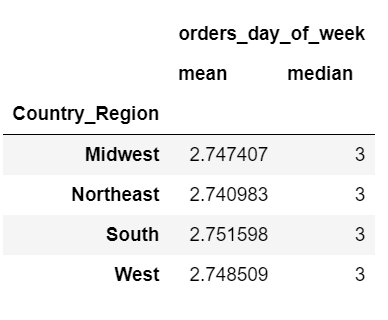 orders_day_of_week
mean median
Country_Region
Midwest 2.747407 3
Northeast 2.740983 3
South 2.751598 3
West 2.748509 3